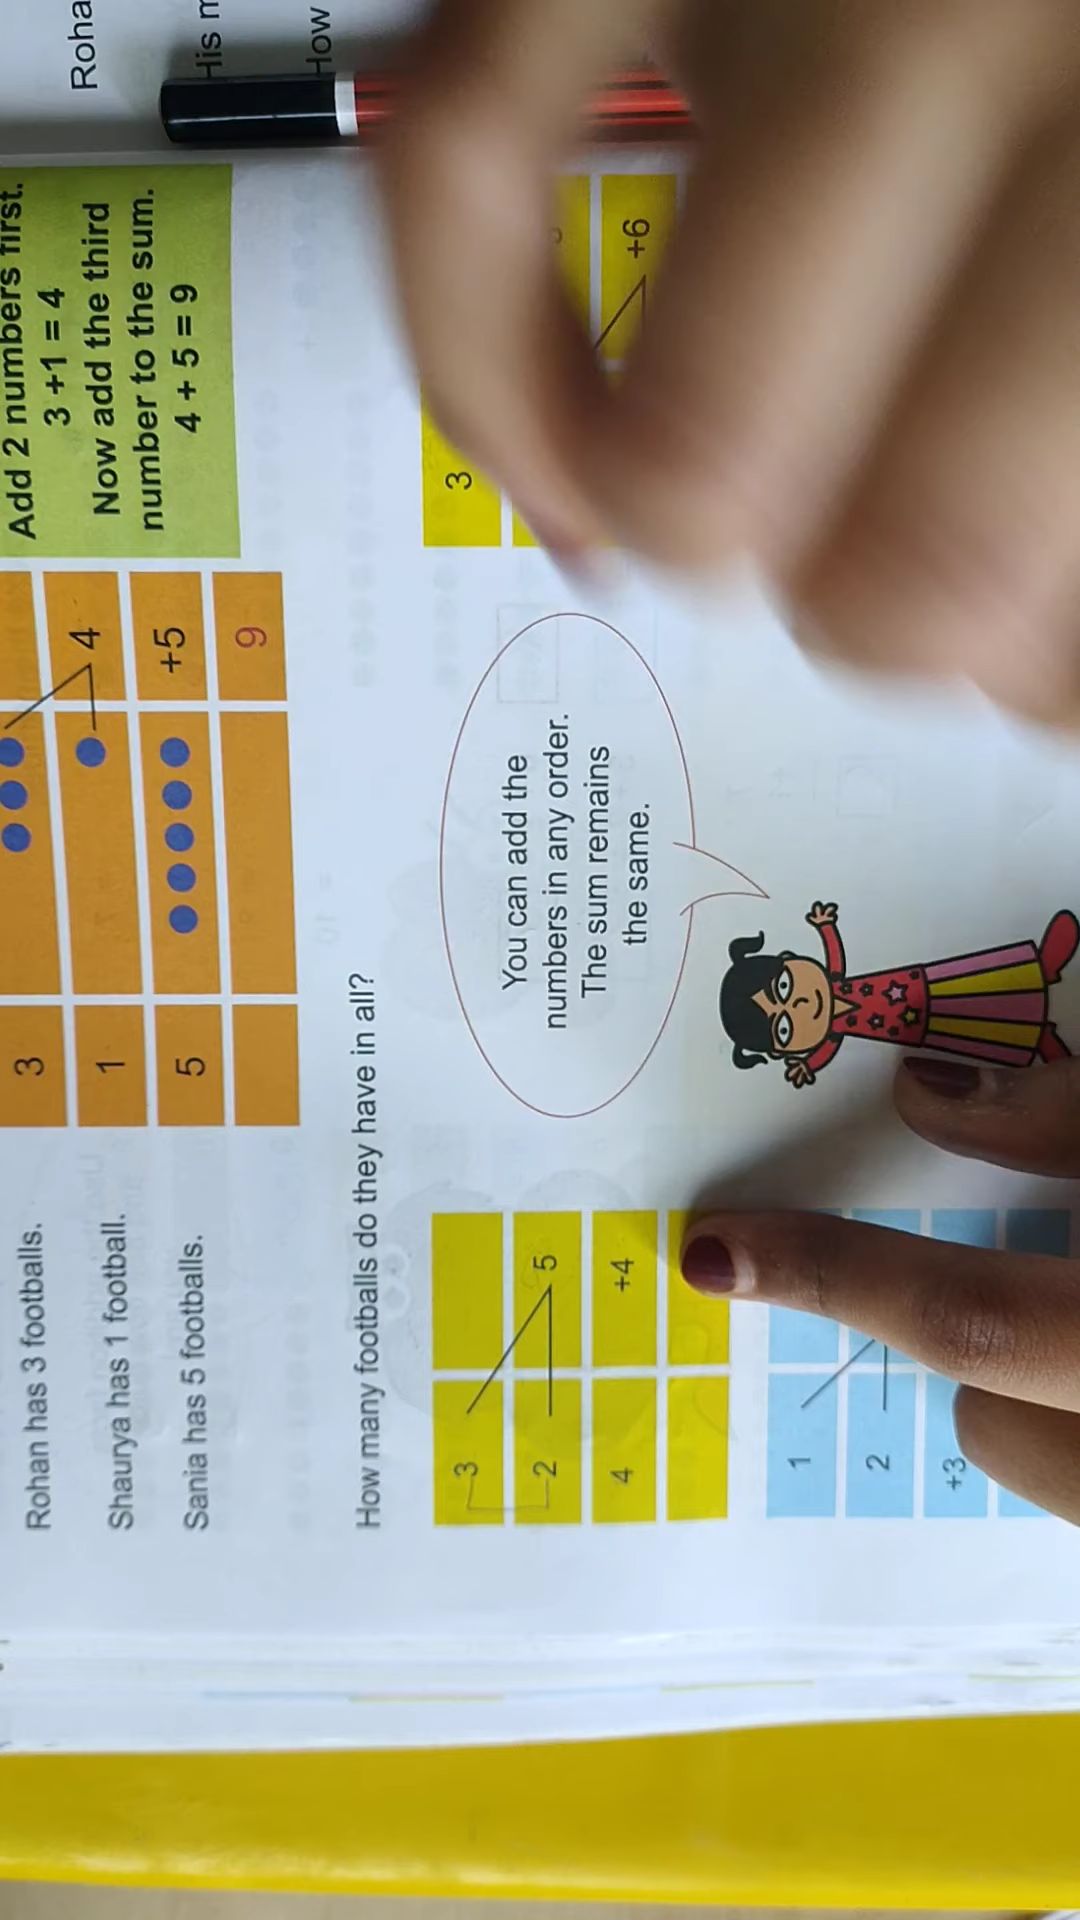 Roha
His m
How
Add 2 numbers first.
3 +1 = 4
Now add the third
number to the sum.
4 + 5 = 9
Rohan has 3 footballs.
Shaurya has 1 football.
Sania has 5 footballs.
3
1 4
5 +5
9
How many footballs do they have in all?
3
2 5
4 +4
You can add the
numbers in any order.
The sum remains
the same.
3
+6
1
2
+3